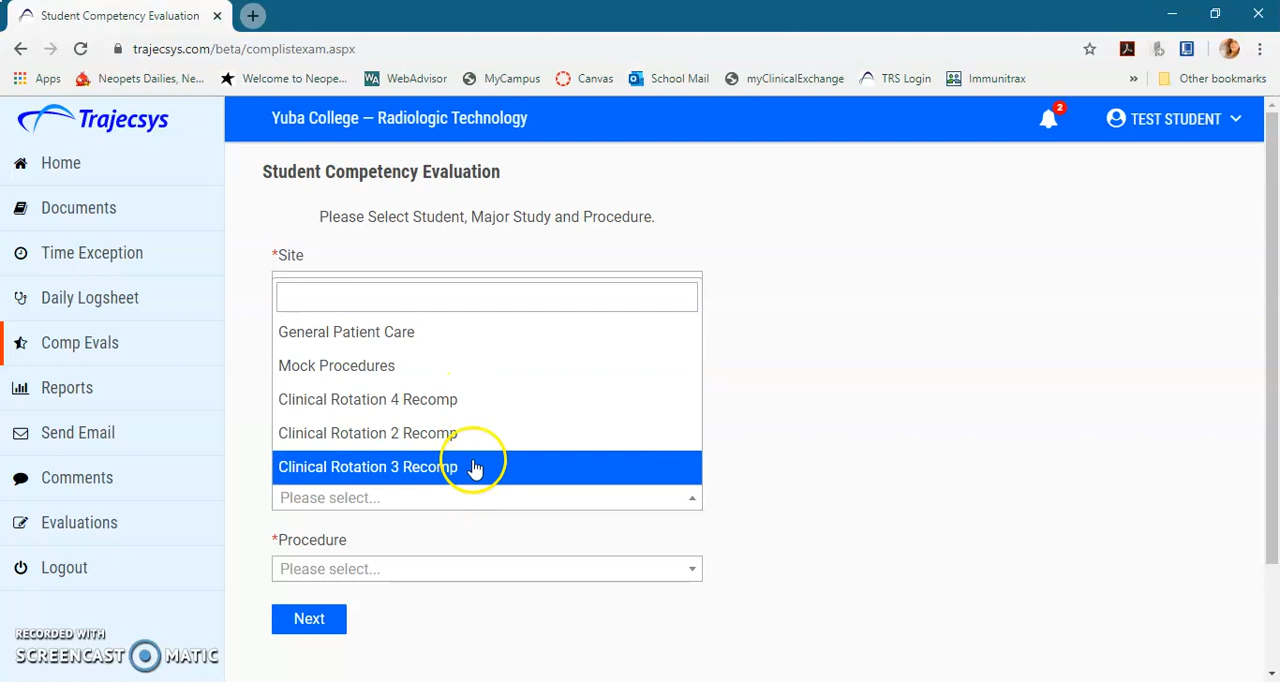 Student Competency Evaluation
trajecsys.com/beta/complistexam.aspx
Apps
Neopets Dailies, Ne...
Welcome to Neope...
WA
WebAdvisor
MyCampus
Canvas
School Mail
myClinicalExchange
TRS Login
Immunitrax
»
Other bookmarks
Trajecsys
Yuba College — Radiologic Technology
2
TEST STUDENT
Home
Documents
Time Exception
Daily Logsheet
Comp Evals
Reports
Send Email
Comments
Evaluations
Logout
RECORDED WITH
SCREENCAST MATIC
Student Competency Evaluation
Please Select Student, Major Study and Procedure.
*Site
General Patient Care
Mock Procedures
Clinical Rotation 4 Recomp
Clinical Rotation 2 Recomp
Clinical Rotation 3 Recomp
Please select...
*Procedure
Please select...
Next